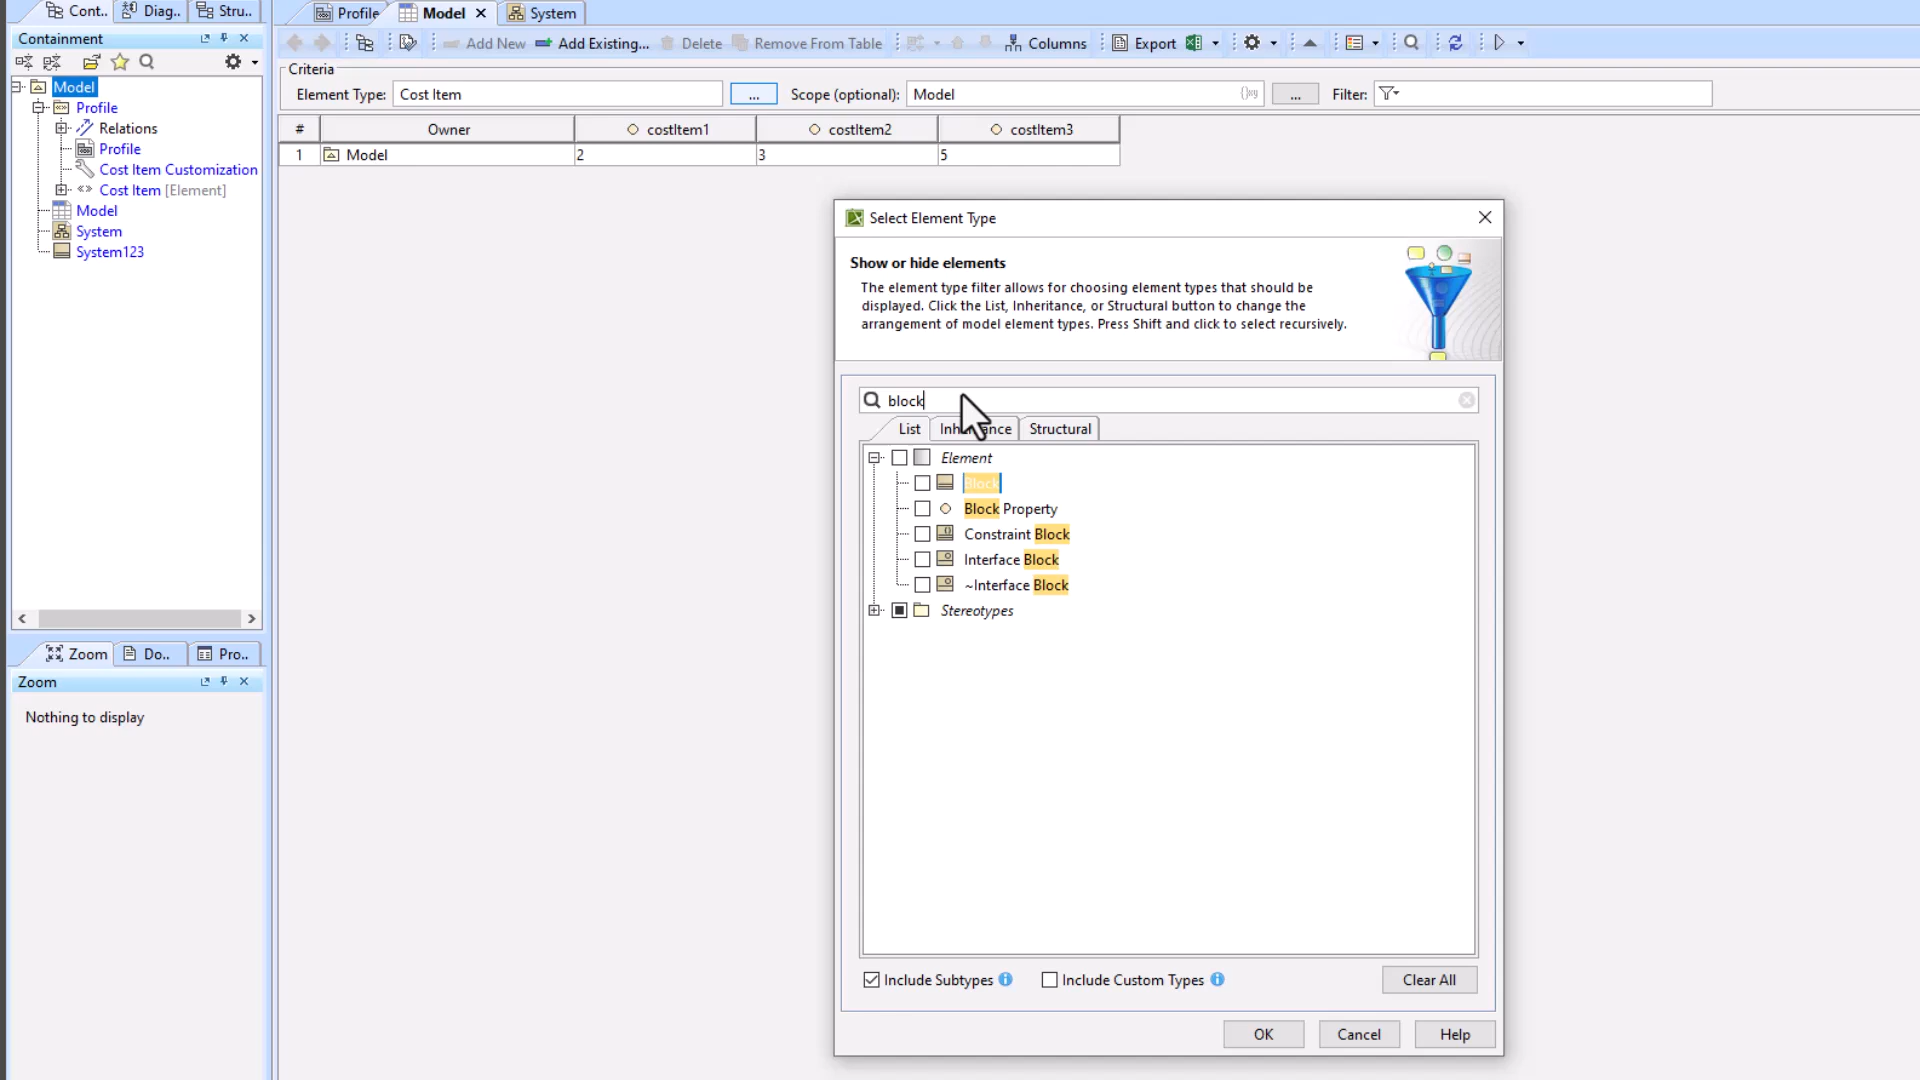 Cont.. Diag.. Stru..
Containment
Model
Profile
Relations
Profile
Cost Item Customization
Cost Item [Element]
Model
System
System123
Zoom Do.. Pro..
Zoom
Nothing to display
Profile Model System
Add New Add Existing... Delete Remove From Table Columns Export
Criteria
Element Type: Cost Item ... Scope (optional): Model ... Filter:
# Owner costItem1 costItem2 costItem3
1 Model 2 3 5
Select Element Type
Show or hide elements
The element type filter allows for choosing element types that should be
displayed. Click the List, Inheritance, or Structural button to change the
arrangement of model element types. Press Shift and click to select recursively.
block
List Structural
Element
Block
Block Property
Constraint Block
Interface Block
~Interface Block
Stereotypes
Include Subtypes Include Custom Types Clear All
OK Cancel Help